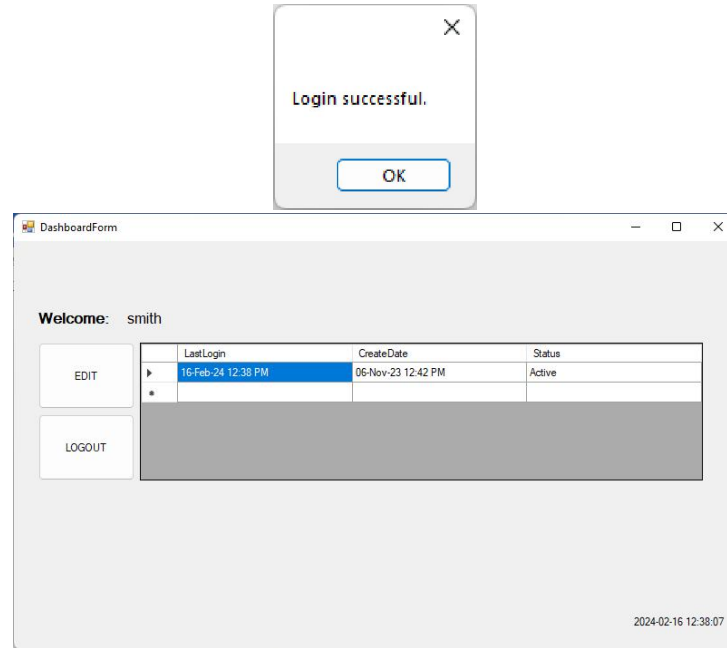 Login successful.
OK
DashboardForm
Welcome: smith
LastLogin CreateDate Status
EDIT
16-Feb-24 12:38 PM 06-Nov-23 12:42 PM Active
LOGOUT
2024-02-16 12:38:07